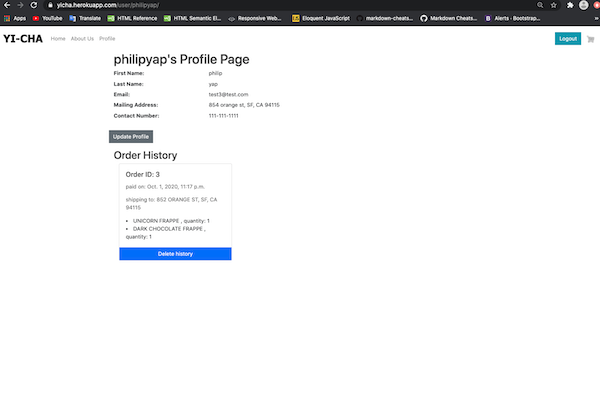 yicha.herokuapp.com/user/philipyap/
Apps YouTube Translate HTML Reference HTML Semantic El... Responsive Web... Eloquent JavaScript markdown-cheats... Markdown Cheats... Alerts · Bootstrap...
YI-CHA Home About Us Profile Logout
philipyap's Profile Page
First Name: philip
Last Name: yap
Email: test3@test.com
Mailing Address: 854 orange st, SF, CA 94115
Contact Number: 111-111-1111
Update Profile
Order History
Order ID: 3
paid on: Oct. 1, 2020, 11:17 p.m.
shipping to: 852 ORANGE ST, SF, CA
94115
• UNICORN FRAPPE , quantity: 1
• DARK CHOCOLATE FRAPPE ,
quantity: 1
Delete history